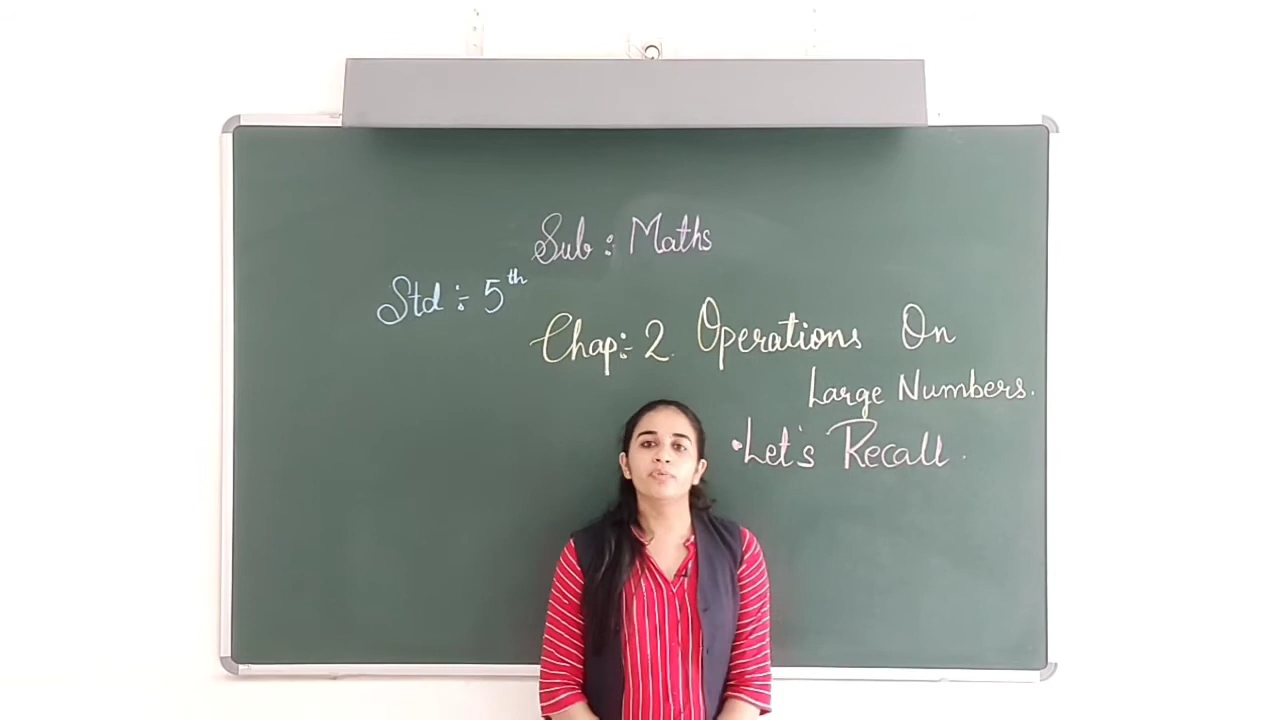 Sub : Maths
Std :- 5th
Chap:- 2. Operations On
Large Numbers.
•Let's Recall.